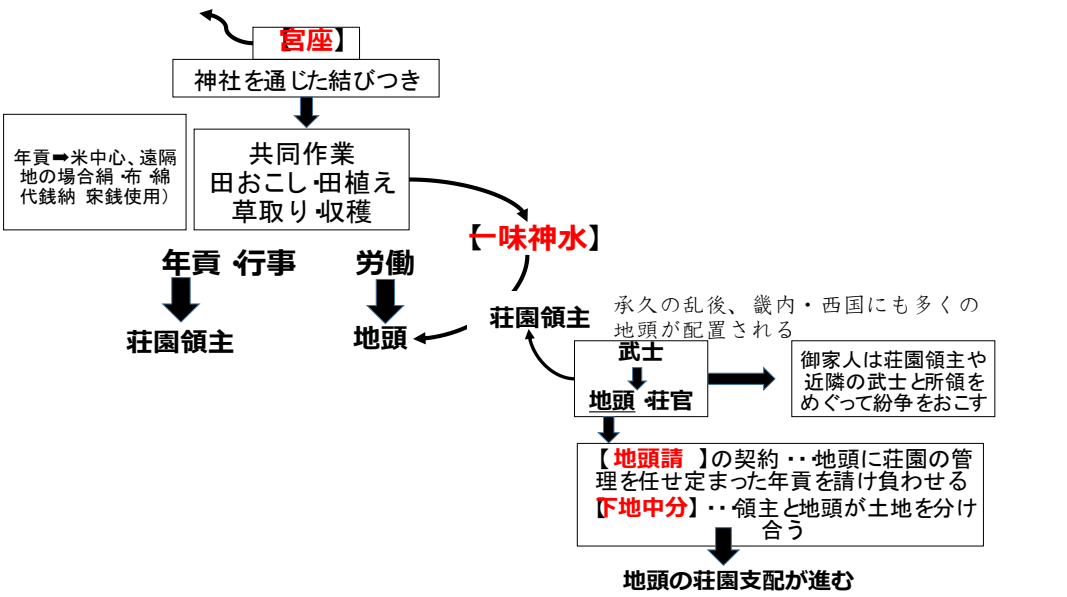 【宮座】
神社を通じた結びつき
年貢➡米中心、遠隔
地の場合絹・布・綿
代銭納 宋銭使用）
共同作業
田おこし・田植え
草取り・収穫
【一味神水】
年貢・行事
労働
荘園領主
地頭
荘園領主
承久の乱後、畿内・西国にも多くの
地頭が配置される
武士
地頭・荘官
御家人は荘園領主や
近隣の武士と所領を
めぐって紛争をおこす
【 地頭請 】の契約・・・地頭に荘園の管
理を任せ定まった年貢を請け負わせる
【下地中分】・・・領主と地頭が土地を分け
合う
地頭の荘園支配が進む